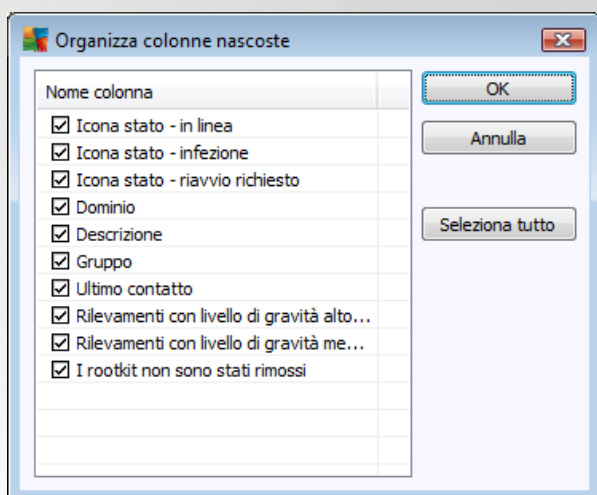 Organizza colonne nascoste
Nome colonna
Icona stato - in linea
Icona stato - infezione
Icona stato - riavvio richiesto
Dominio
Descrizione
Gruppo
Ultimo contatto
Rilevamenti con livello di gravità alto...
Rilevamenti con livello di gravità me...
I rootkit non sono stati rimossi
OK
Annulla
Seleziona tutto